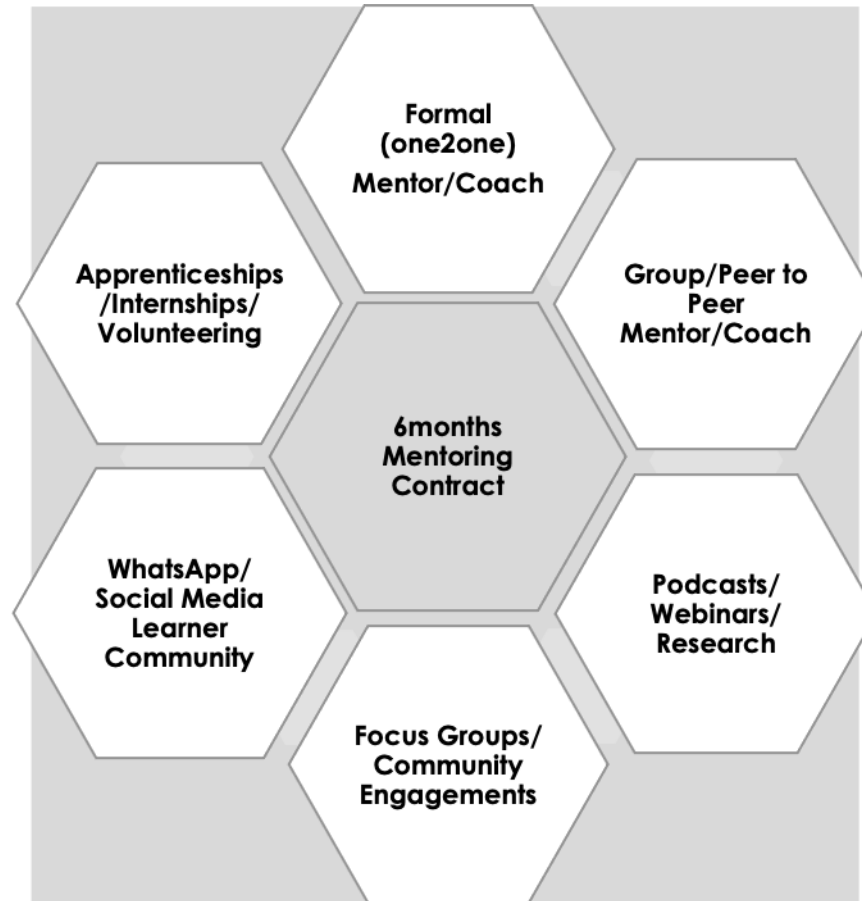 Formal
(one2one)
Mentor/Coach
Apprenticeships
/Internships/
Volunteering
Group/Peer to
Peer
Mentor/Coach
6months
Mentoring
Contract
WhatsApp/
Social Media
Learner
Community
Podcasts/
Webinars/
Research
Focus Groups/
Community
Engagements